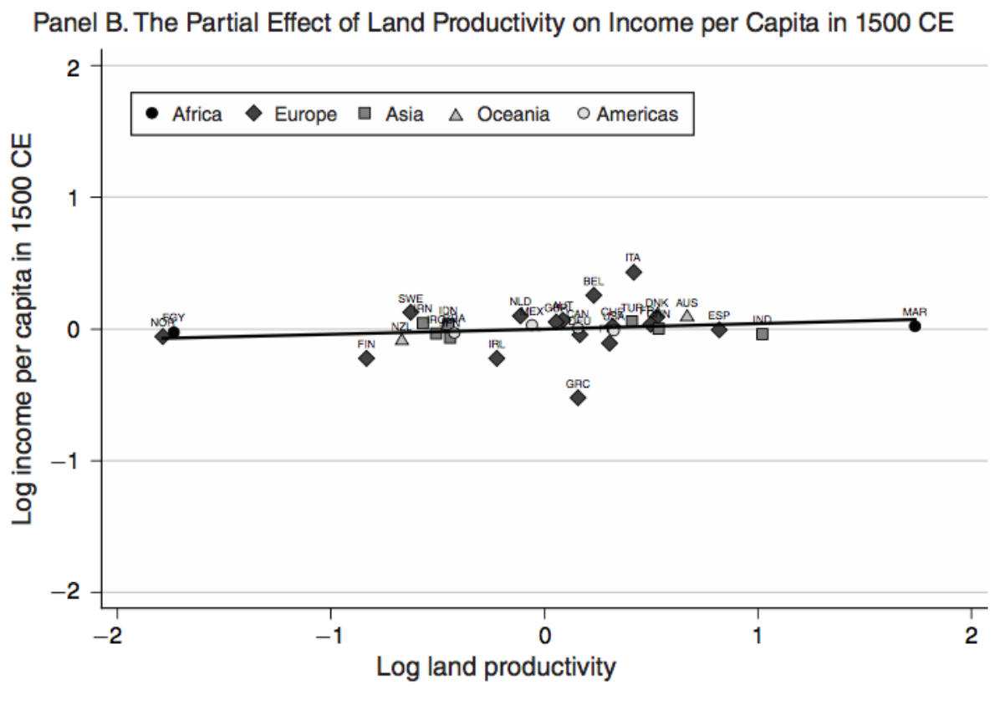 Panel B. The Partial Effect of Land Productivity on Income per Capita in 1500 CE
2
Africa Europe Asia Oceania Americas
1
ITA
BEL
SWE IDN NLD MEX TUR DNK AUS
NOR EGY NZL CAN ESP IND MAR
0
FIN IRL
GRC
−1
−2
−2 −1 0 1 2
Log income per capita in 1500 CE
Log land productivity